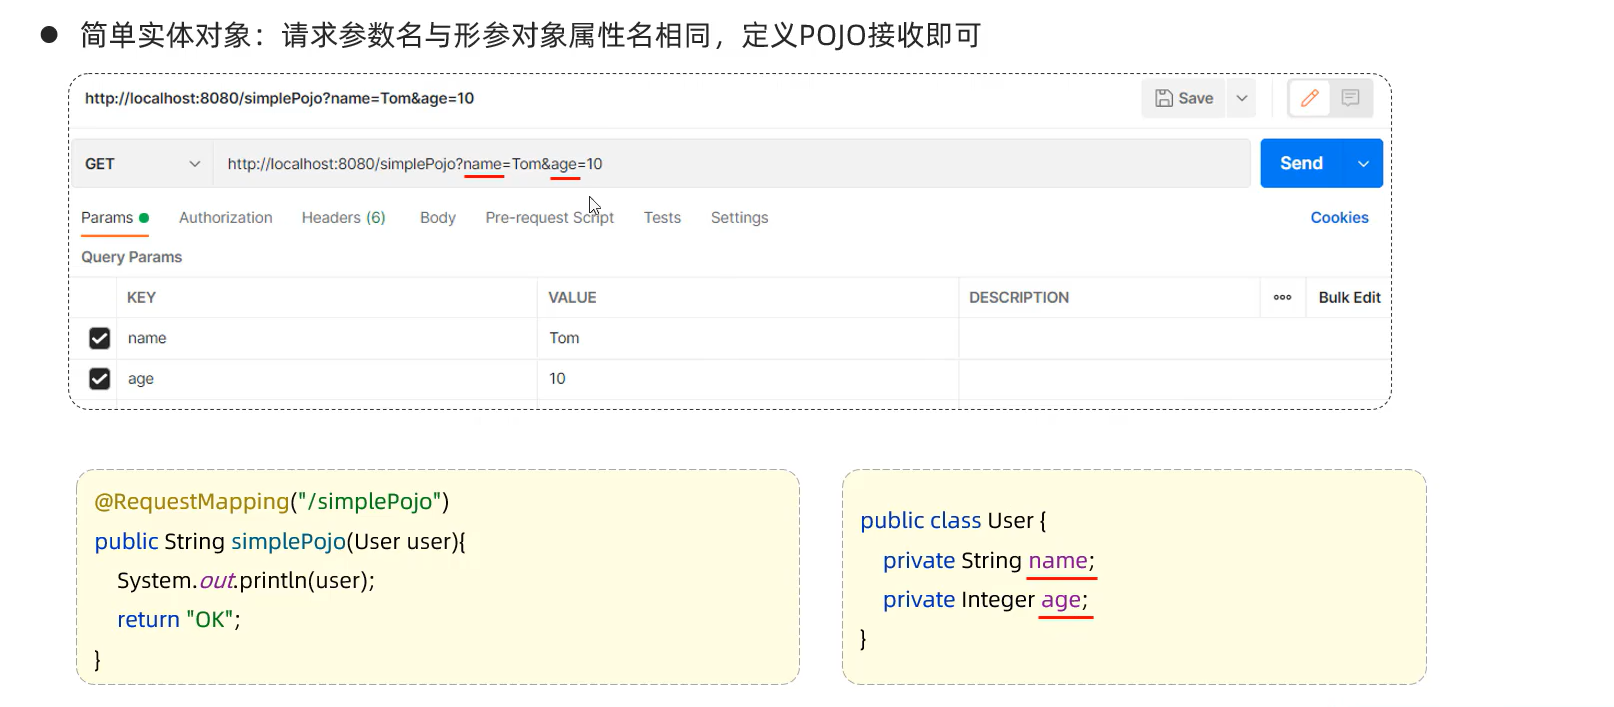 简单实体对象：请求参数名与形参对象属性名相同，定义POJO接收即可
http://localhost:8080/simplePojo?name=Tom&age=10
Save
GET
http://localhost:8080/simplePojo?name=Tom&age=10
Send
Params Authorization Headers (6) Body Pre-request Script Tests Settings Cookies
Query Params
KEY VALUE DESCRIPTION ooo Bulk Edit
name Tom
age 10
@RequestMapping("/simplePojo")
public String simplePojo(User user){
System.out.println(user);
return "OK";
}
public class User {
private String name;
private Integer age;
}